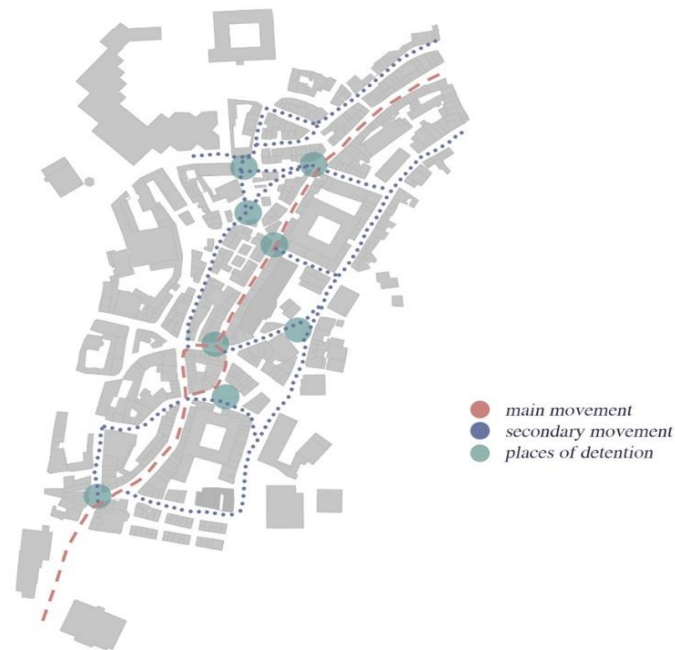 main movement
secondary movement
places of detention